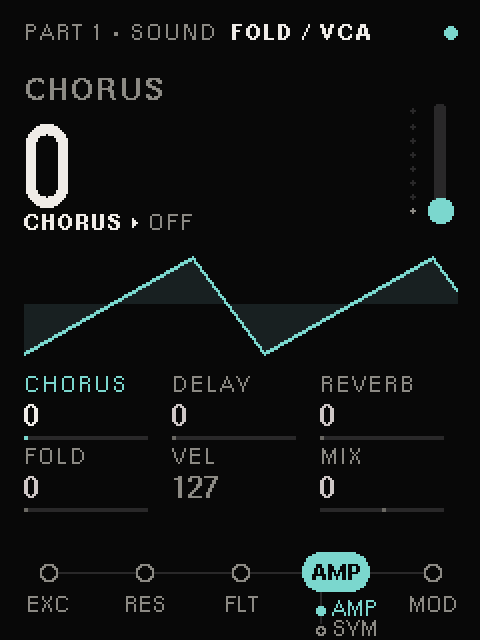 PART 1 · SOUND FOLD / VCA
CHORUS
0
CHORUS ▸ OFF
CHORUS DELAY REVERB
0 0 0
FOLD VEL MIX
0 127 0
AMP
EXC RES FLT AMP MOD
SYM